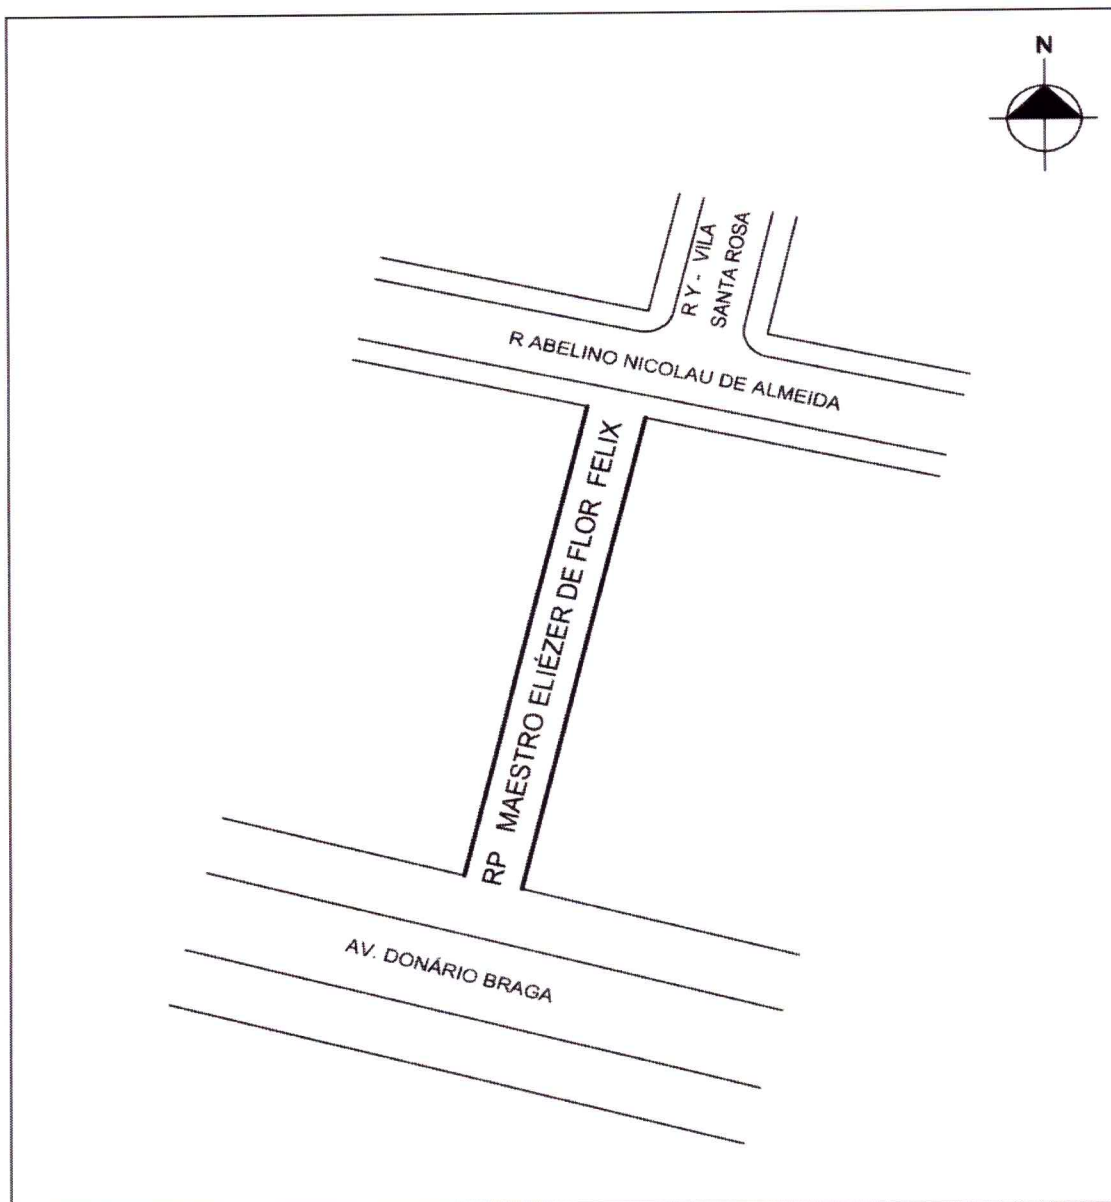 N
R Y - VILA
SANTA ROSA
R ABELINO NICOLAU DE ALMEIDA
RP MAESTRO ELIÉZER DE FLOR FELIX
AV. DONÁRIO BRAGA